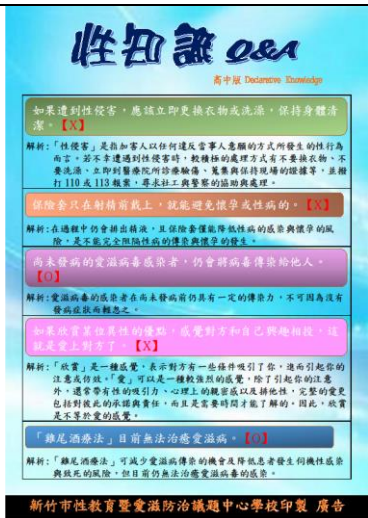 性知識 Q&A
高中版 Declarative Knowledge
如果遭到性侵害，應該立即更換衣物或洗澡，保持身體清
潔。【X】
解析:「性侵害」是指加害人以任何違反當事人意願的方式所發生的性行為
而言。若不幸遭遇到性侵害時，較積極的處理方式有不要換衣物、不
要洗澡、立即到醫療院所診療驗傷、蒐集與保持現場的證據等，並撥
打 110 或 113 報案，尋求社工與警察的協助與處理。
保險套只在射精前戴上，就能避免懷孕或性病的。【X】
解析:在過程中仍會排出精液，一旦保險套僅能降低性病的感染與懷孕的風
險，是不能完全阻隔性病的傳染與懷孕的發生。
尚未發病的愛滋病毒感染者，仍會將病毒傳染給他人。
【O】
解析:愛滋病毒的感染者在尚未發病前仍具有一定的傳染力，不可因為沒有
發病症狀而輕忽之。
如果欣賞某位異性的優點，感覺對方和自己興趣相投，這
就是愛上對方了。【X】
解析:「欣賞」是一種感覺，表示對方有一些條件吸引了你，進而引起你的
注意或仿效。「愛」可以是一種較強烈的感覺，除了引起你的注意
外，還常帶有性的吸引力、心理上的親密感以及排他性，完整的愛更
包括對彼此的承諾與責任，而且是需要時間才能了解的。因此，欣賞
是不等於愛的感覺。
「雞尾酒療法」目前無法治癒愛滋病。【O】
解析:「雞尾酒療法」可減少愛滋病傳染的機會及降低患者發生伺機性感染
與致死的風險，但目前仍無法治癒愛滋病毒的感染。
新竹市性教育暨愛滋防治議題中心學校印製 廣告